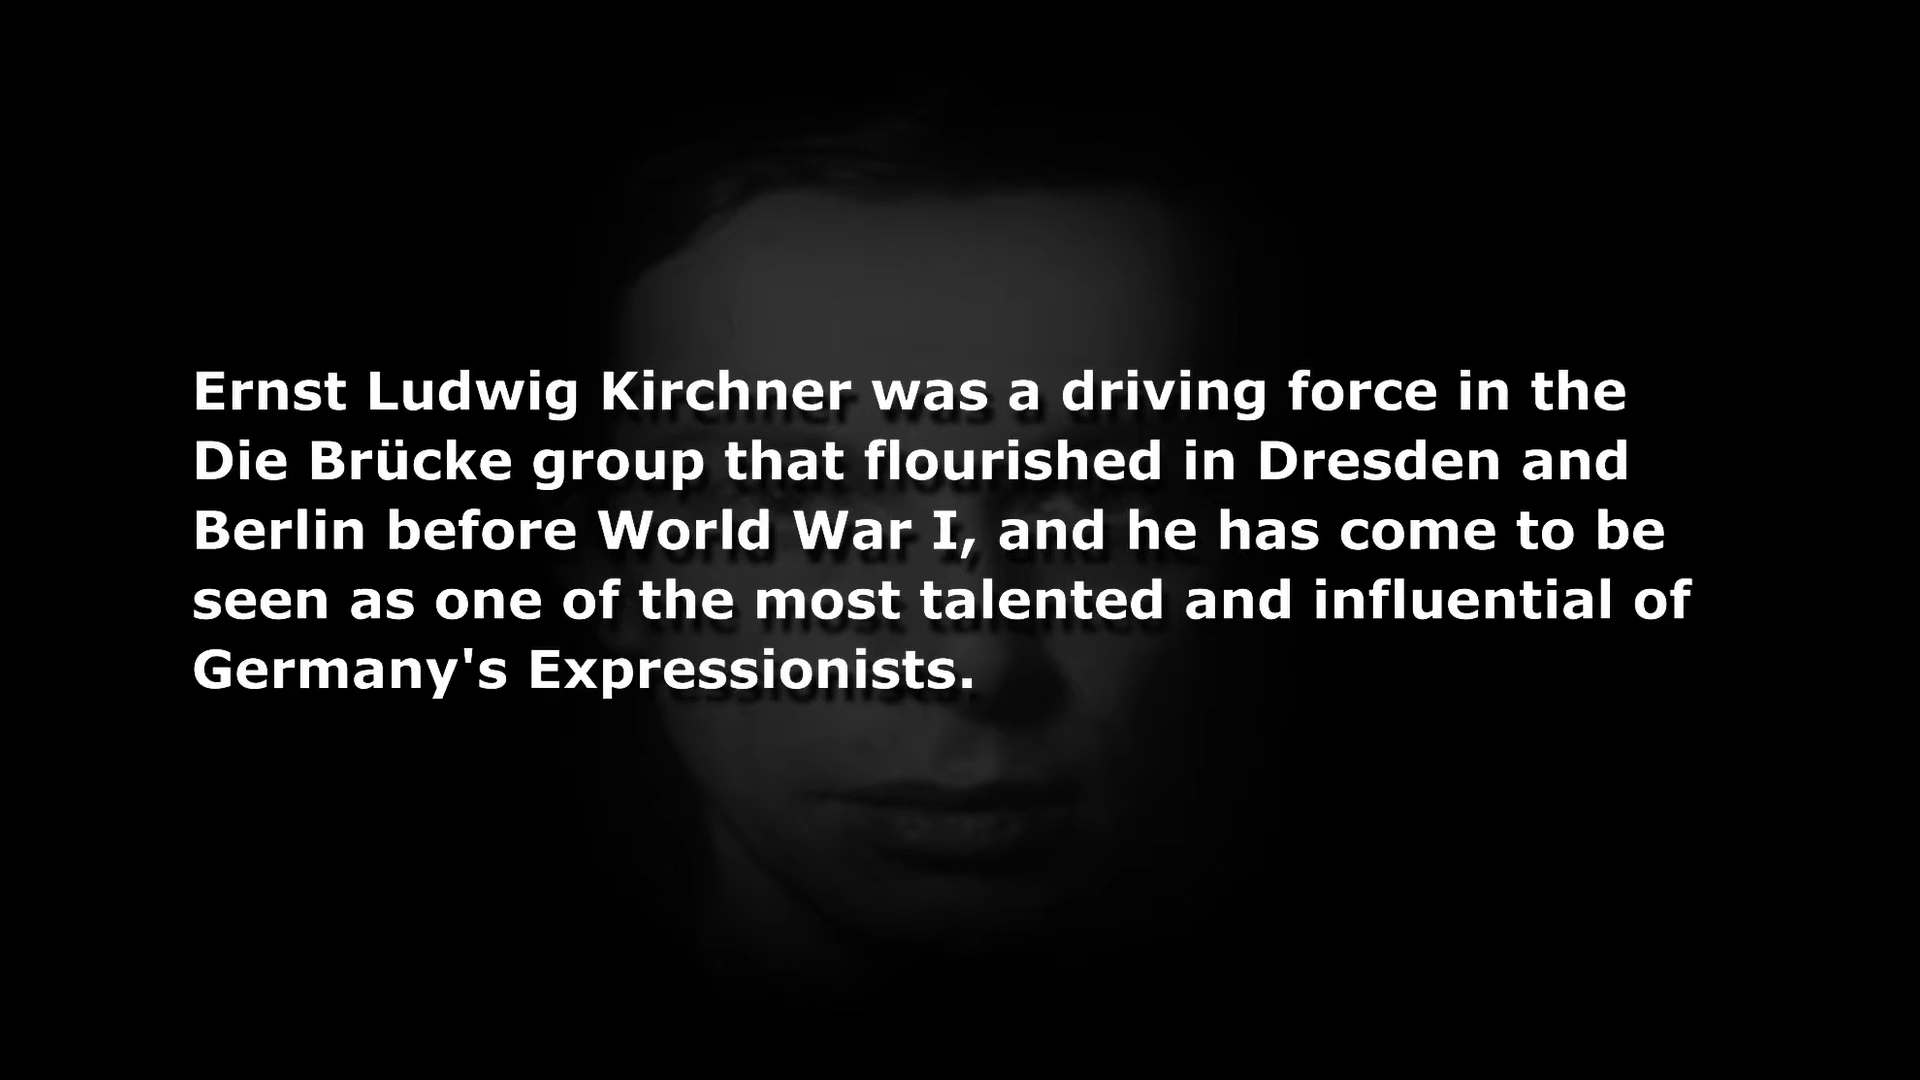 Ernst Ludwig Kirchner was a driving force in the
Die Brücke group that flourished in Dresden and
Berlin before World War I, and he has come to be
seen as one of the most talented and influential of
Germany's Expressionists.